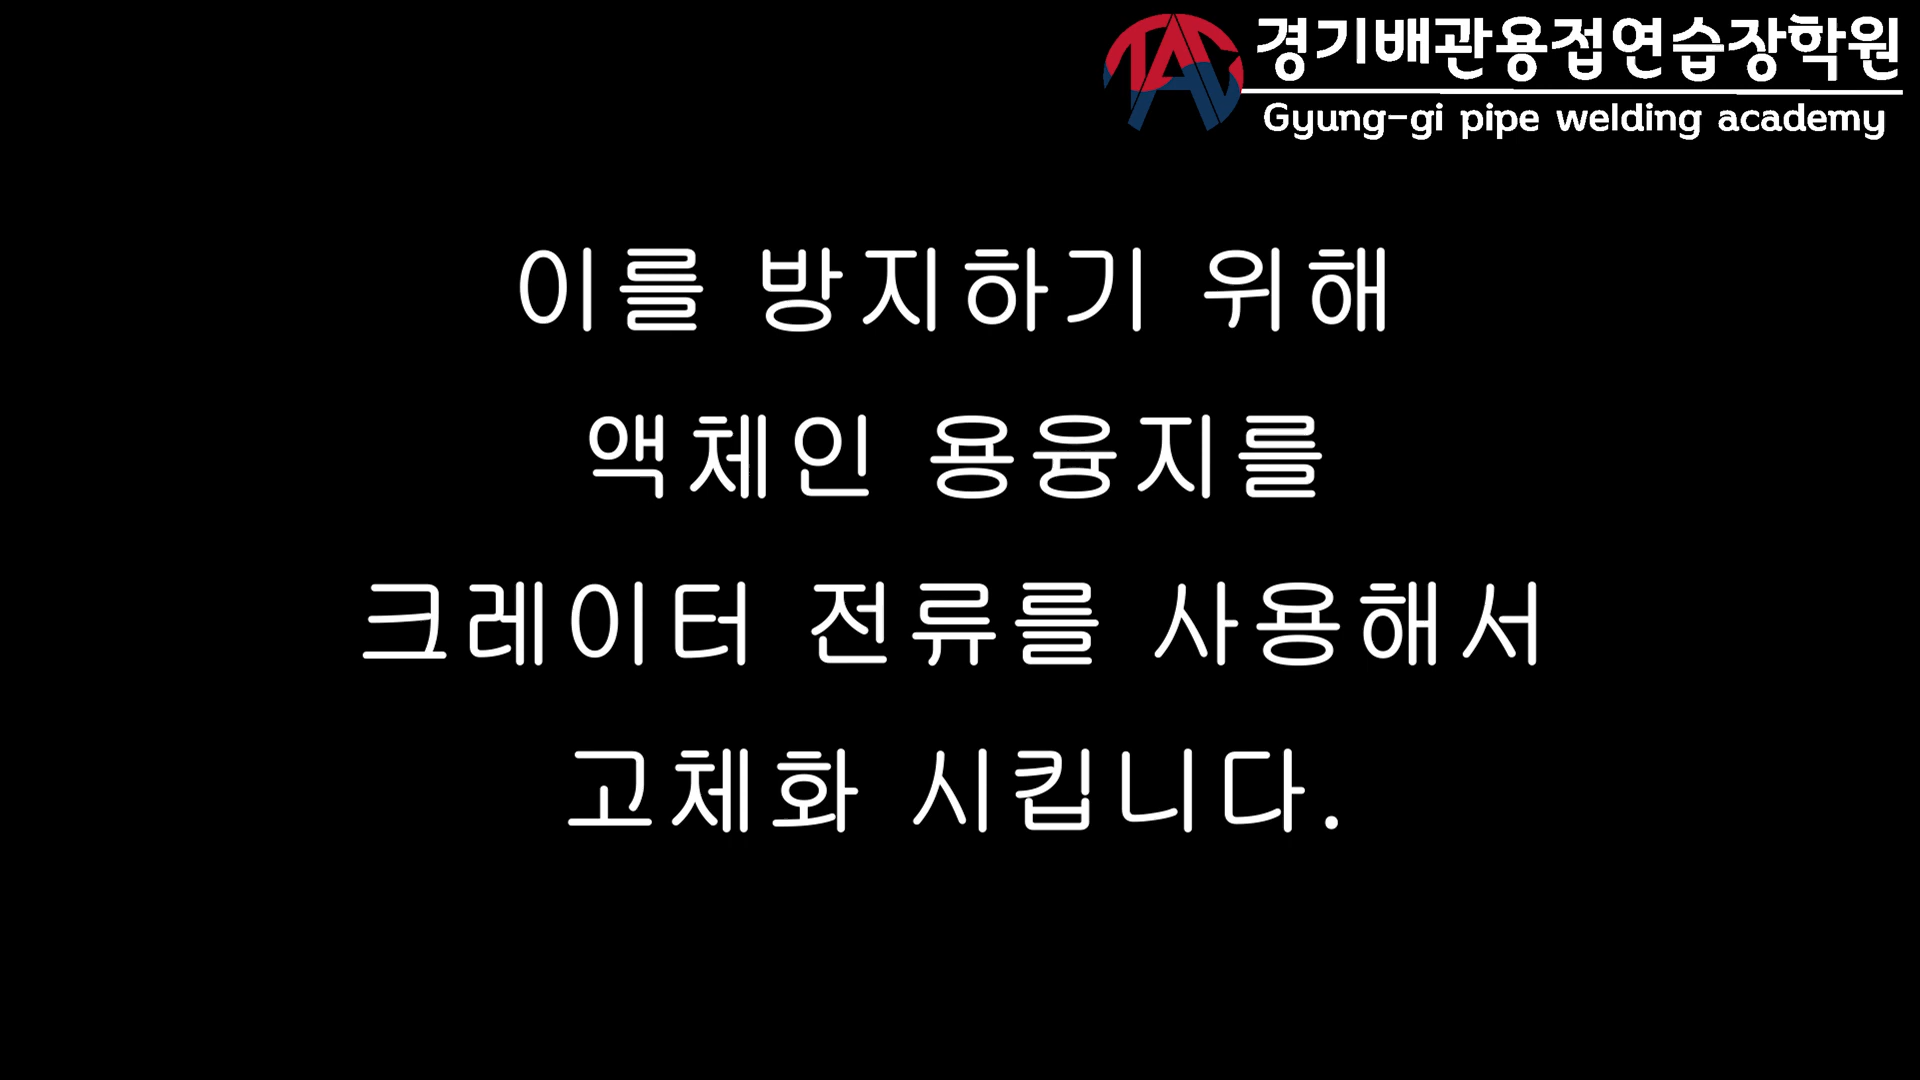 경기배관용접연습장학원
Gyung-gi pipe welding academy
이를 방지하기 위해
액체인 용융지를
크레이터 전류를 사용해서
고체화 시킵니다.